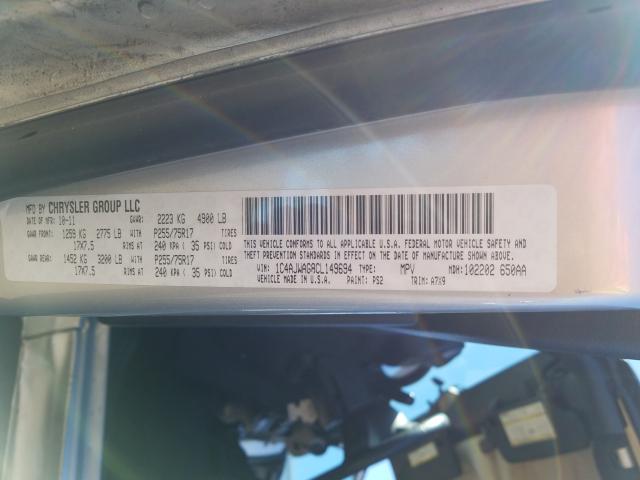 MFD BY CHRYSLER GROUP LLC
DATE OF MFR: 10-11 GVWR: 2223 KG 4900 LB
GAWR FRONT: 1259 KG 2775 LB WITH P255/75R17 TIRES
17X7.5 RIMS AT 240 KPA ( 35 PSI) COLD
GAWR REAR: 1452 KG 3200 LB WITH P255/75R17 TIRES
17X7.5 RIMS AT 240 KPA ( 35 PSI) COLD
THIS VEHICLE CONFORMS TO ALL APPLICABLE U.S.A. FEDERAL MOTOR VEHICLE SAFETY AND
THEFT PREVENTION STANDARDS IN EFFECT ON THE DATE OF MANUFACTURE SHOWN ABOVE.
VIN: 1C4AJWAGACL149694 TYPE: MPV MDH: 102202 650AA
VEHICLE MADE IN U.S.A. PAINT: PS2 TRIM: A7X9